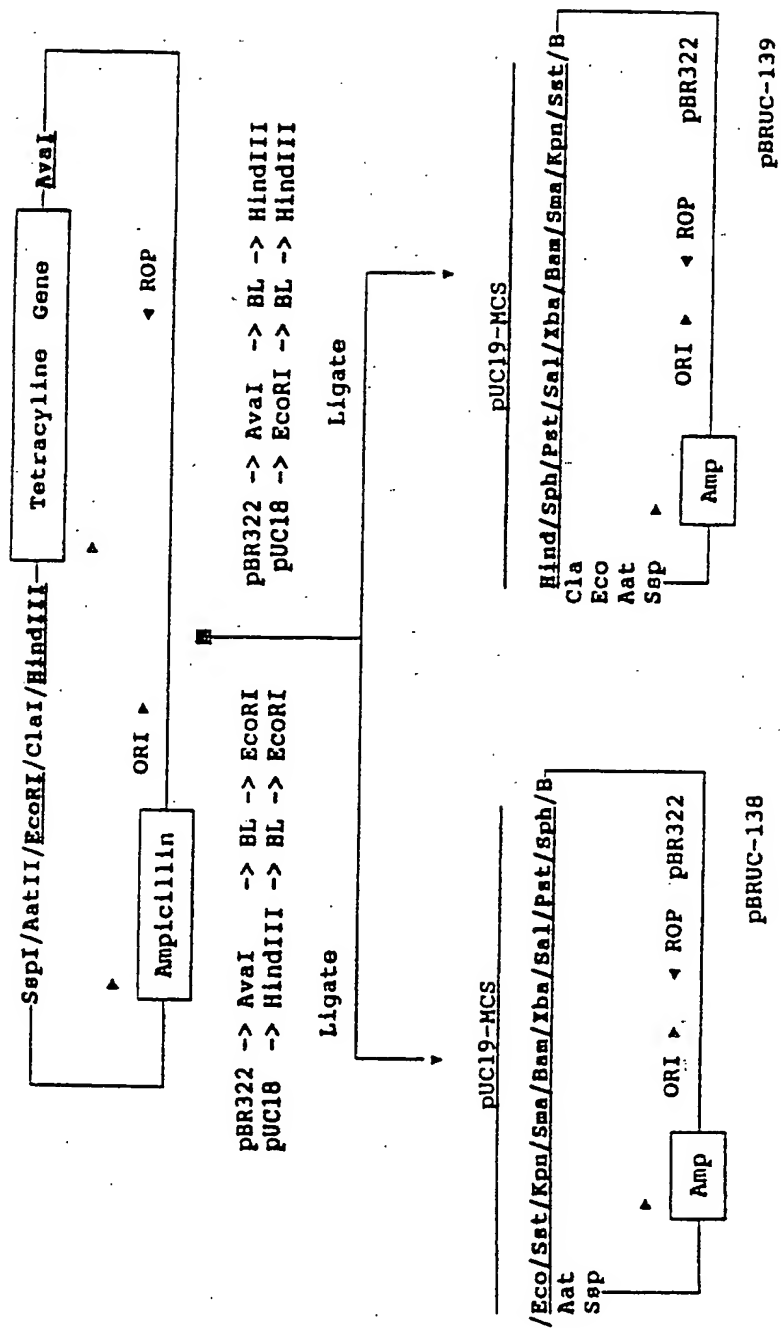 SspI/AatII/EcoRI/ClaI/HindIII
Tetracyline Gene
AvaI
Ampicillin
ORI
ROP
pBR322 -> AvaI -> BL -> EcoRI
pUC18 -> HindIII -> BL -> EcoRI
pBR322 -> AvaI -> BL -> HindIII
pUC18 -> EcoRI -> BL -> HindIII
Ligate
Ligate
pUC19-MCS
/Eco/Sst/Kpn/Sma/Bam/Xba/Sal/Pst/Sph/B
Aat
Ssp
Amp
ORI
ROP
pBR322
pBRUC-138
pUC19-MCS
Hind/Sph/Pst/Sal/Xba/Bam/Sma/Kpn/Sst/B
Cla
Eco
Aat
Ssp
Amp
ORI
ROP
pBR322
pBRUC-139